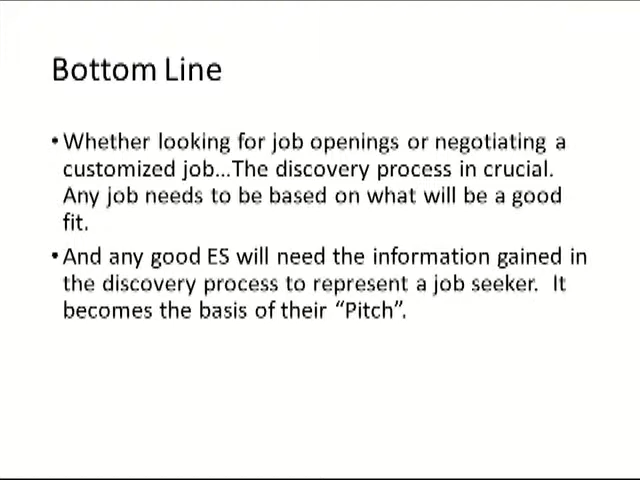 Bottom Line
•Whether looking for job openings or negotiating a
customized job...The discovery process in crucial.
Any job needs to be based on what will be a good
fit.
•And any good ES will need the information gained in
the discovery process to represent a job seeker.  It
becomes the basis of their “Pitch”.